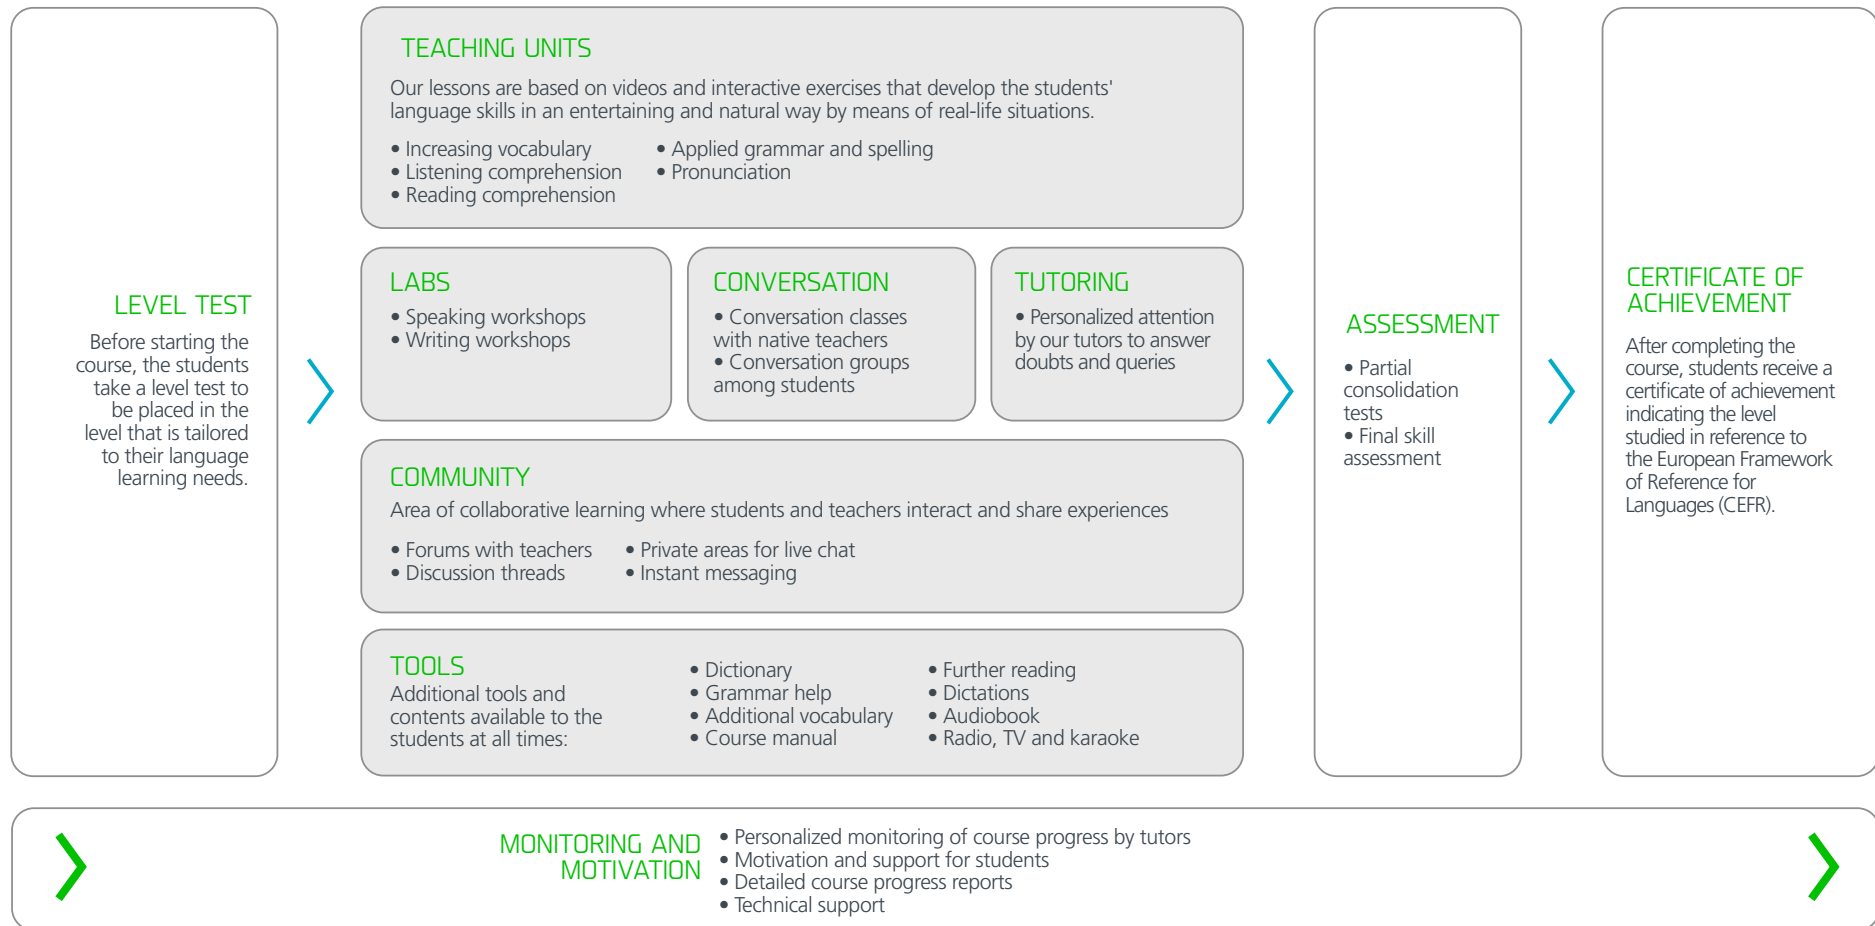 LEVEL TEST
Before starting the
course, the students
take a level test to
be placed in the
level that is tailored
to their language
learning needs.
TEACHING UNITS
Our lessons are based on videos and interactive exercises that develop the students'
language skills in an entertaining and natural way by means of real-life situations.
• Increasing vocabulary
• Listening comprehension
• Reading comprehension
• Applied grammar and spelling
• Pronunciation
LABS
• Speaking workshops
• Writing workshops
CONVERSATION
• Conversation classes
with native teachers
• Conversation groups
among students
TUTORING
• Personalized attention
by our tutors to answer
doubts and queries
COMMUNITY
Area of collaborative learning where students and teachers interact and share experiences
• Forums with teachers
• Discussion threads
• Private areas for live chat
• Instant messaging
TOOLS
Additional tools and
contents available to the
students at all times:
• Dictionary
• Grammar help
• Additional vocabulary
• Course manual
• Further reading
• Dictations
• Audiobook
• Radio, TV and karaoke
ASSESSMENT
• Partial
consolidation
tests
• Final skill
assessment
CERTIFICATE OF
ACHIEVEMENT
After completing the
course, students receive a
certificate of achievement
indicating the level
studied in reference to
the European Framework
of Reference for
Languages (CEFR).
MONITORING AND
MOTIVATION
• Personalized monitoring of course progress by tutors
• Motivation and support for students
• Detailed course progress reports
• Technical support